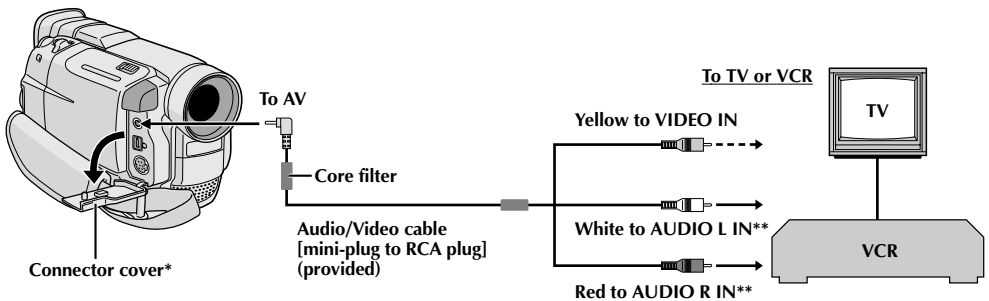 To AV
Core filter
Audio/Video cable
[mini-plug to RCA plug]
(provided)
Connector cover*
To TV or VCR
Yellow to VIDEO IN
White to AUDIO L IN**
Red to AUDIO R IN**
TV
VCR